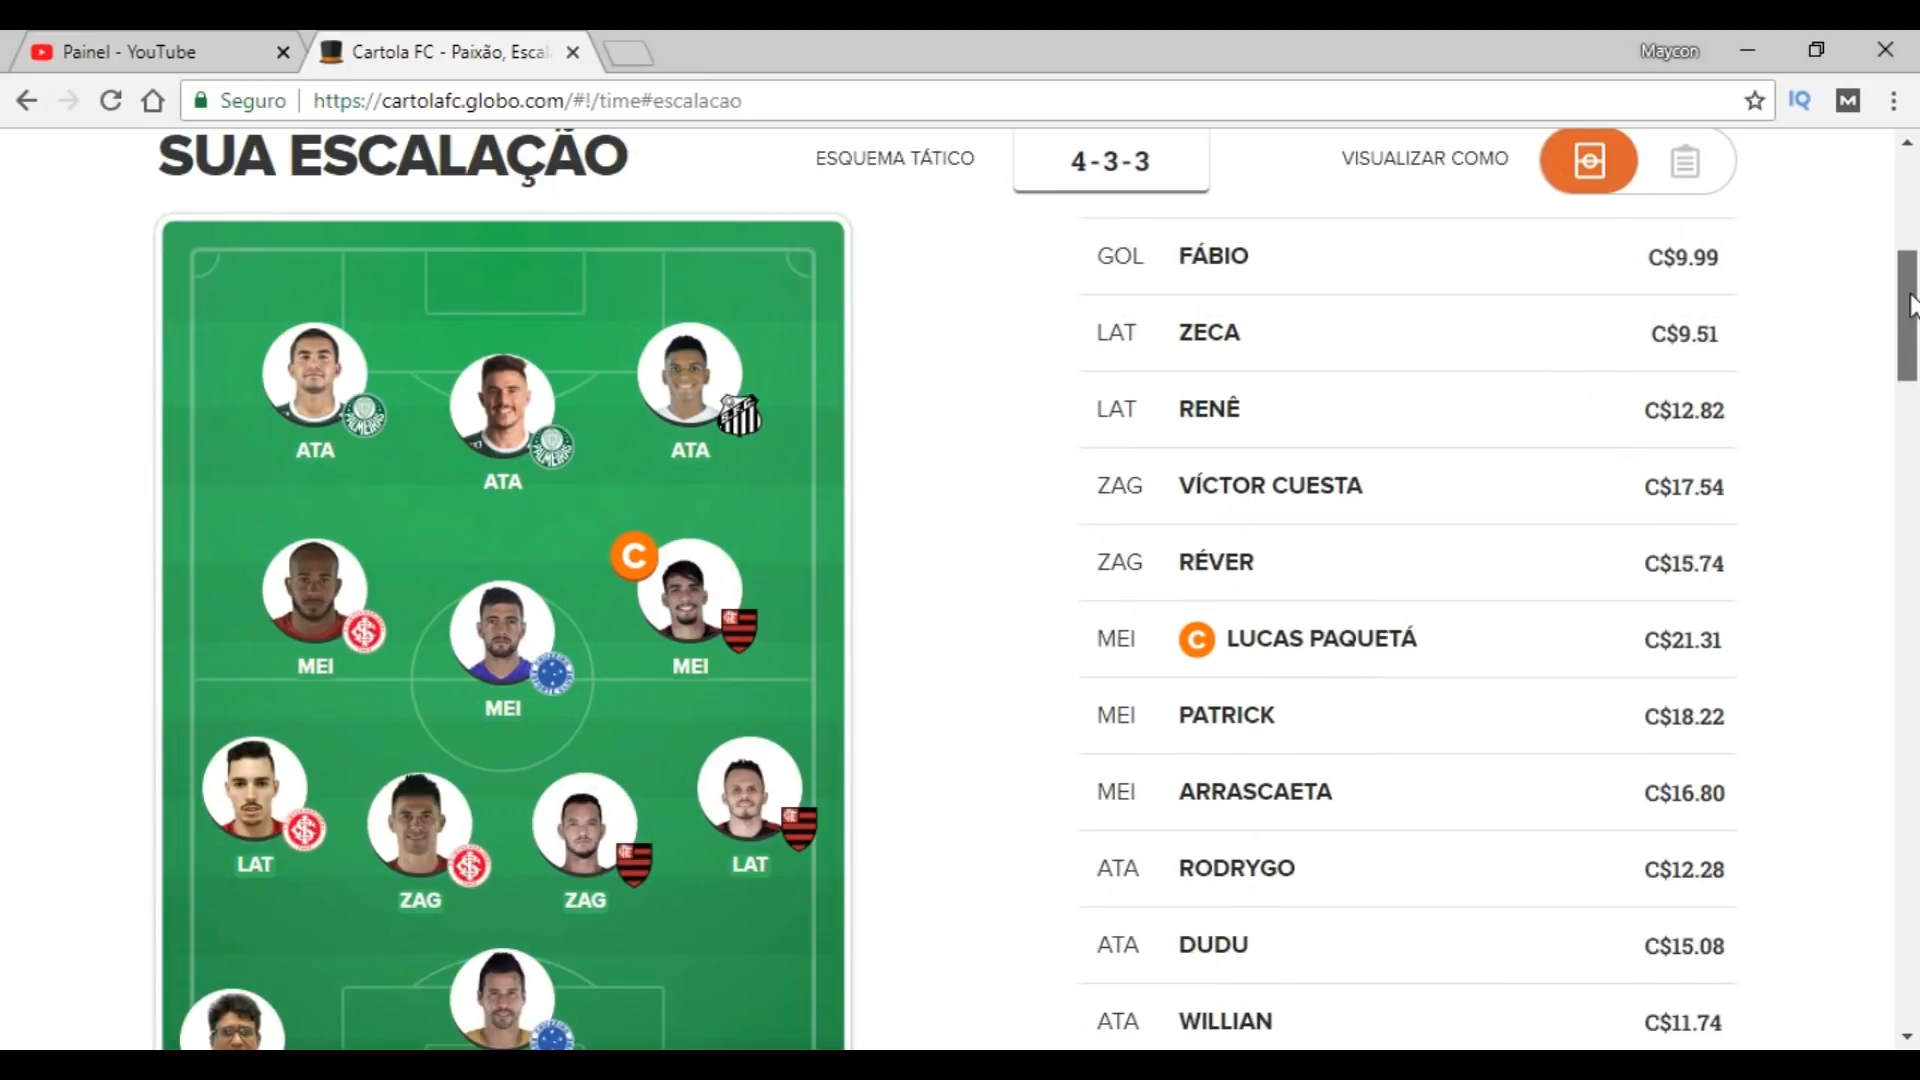 Painel - YouTube
Cartola FC - Paixão, Escal
Maycon
Seguro
https://cartolafc.globo.com/#!/time#escalacao
IQ
M
SUA ESCALAÇÃO
ESQUEMA TÁTICO
4-3-3
VISUALIZAR COMO
ATA
ATA
ATA
C
MEI
MEI
MEI
LAT
ZAG
ZAG
LAT
GOL FÁBIO C$9.99
LAT ZECA C$9.51
LAT RENÊ C$12.82
ZAG VÍCTOR CUESTA C$17.54
ZAG RÉVER C$15.74
MEI C LUCAS PAQUETÁ C$21.31
MEI PATRICK C$18.22
MEI ARRASCAETA C$16.80
ATA RODRYGO C$12.28
ATA DUDU C$15.08
ATA WILLIAN C$11.74